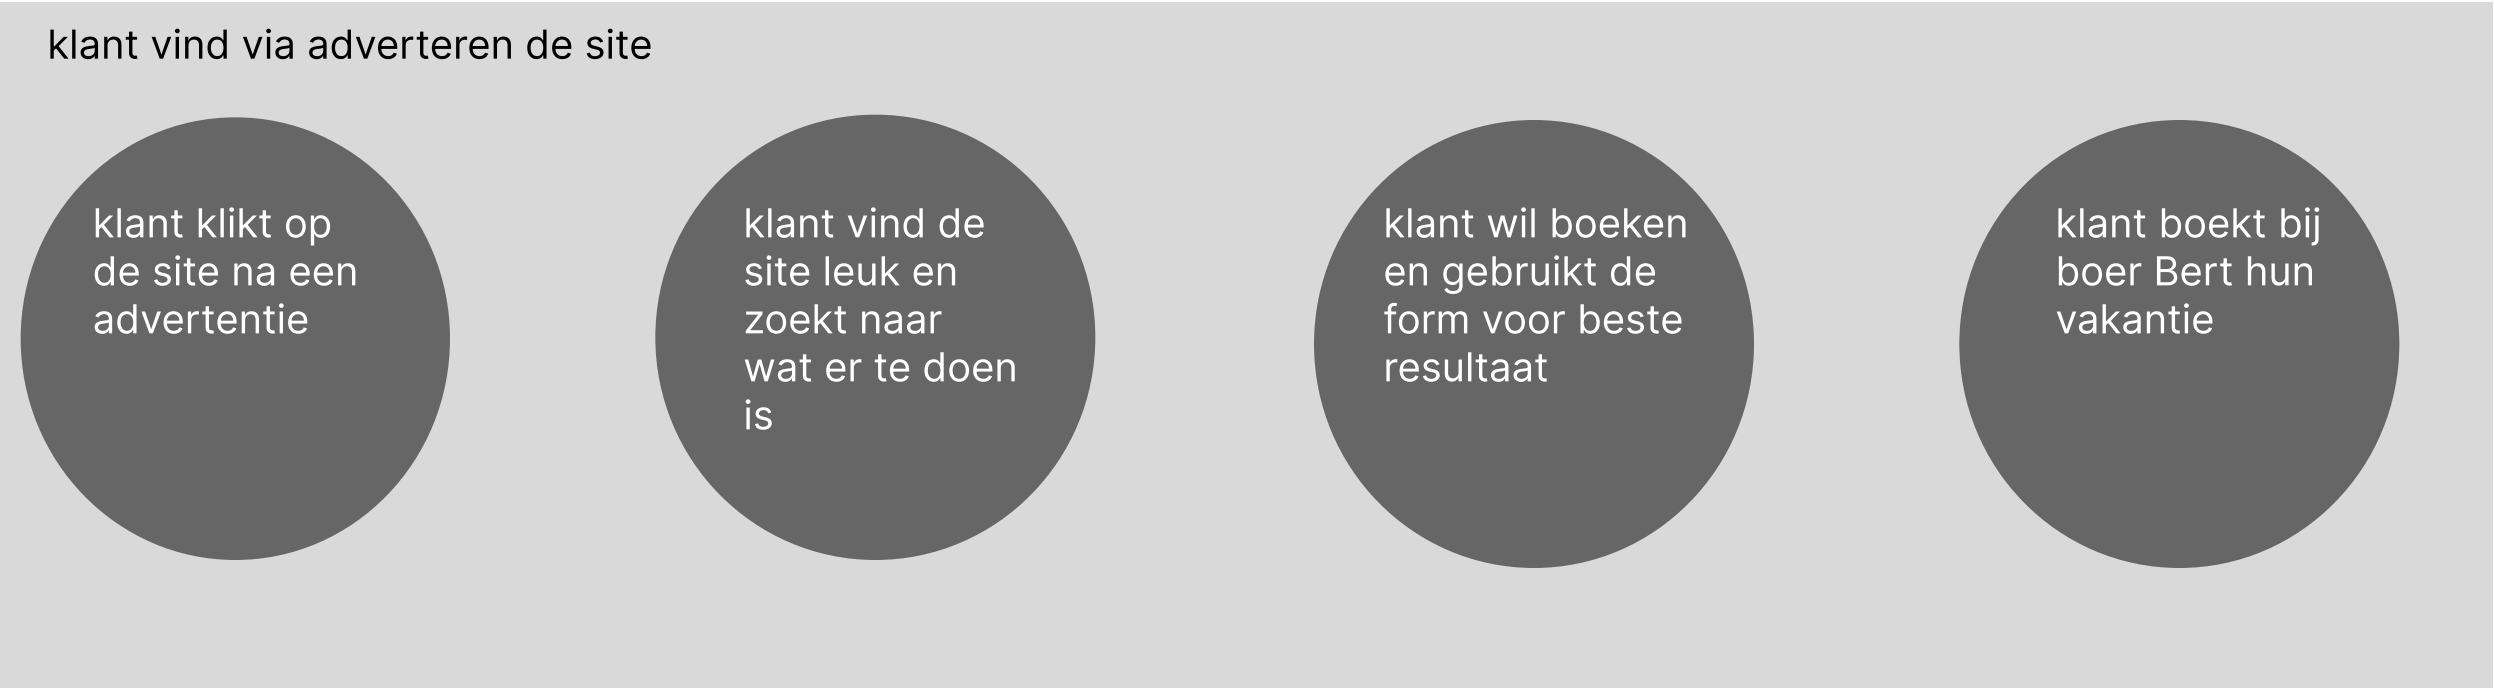 klant vind via adverteren de site
klant klikt op
de site na een
advertentie
klant vind de
site leuk en
zoekt naar
wat er te doen
is
klant wil boeken
en gebruikt de
form voor beste
resultaat
klant boekt bij
boer Bert hun
vakantie